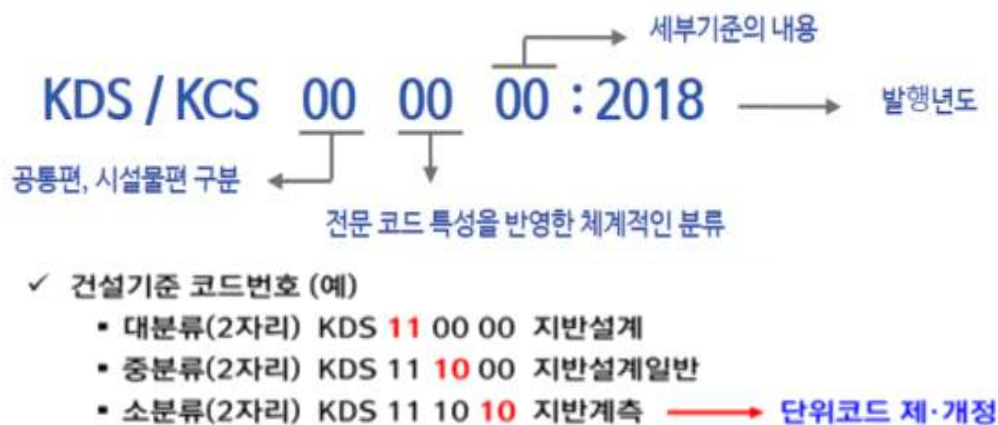 세부기준의 내용
KDS / KCS 00 00 00 : 2018
발행년도
공통편, 시설물편 구분
전문 코드 특성을 반영한 체계적인 분류
✓ 건설기준 코드번호 (예)
▪ 대분류(2자리) KDS 11 00 00 지반설계
▪ 중분류(2자리) KDS 11 10 00 지반설계일반
▪ 소분류(2자리) KDS 11 10 10 지반계측 → 단위코드 제·개정